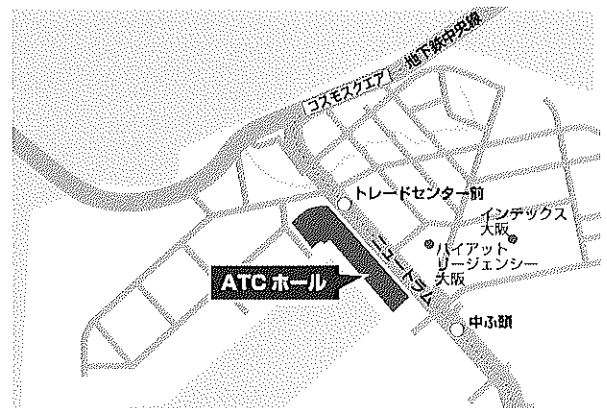 地下鉄中央線
コスモスクエア
トレードセンター前
インデックス
大阪
ハイアット
リージェンシー
大阪
ニュートラム
ATCホール
中ふ頭